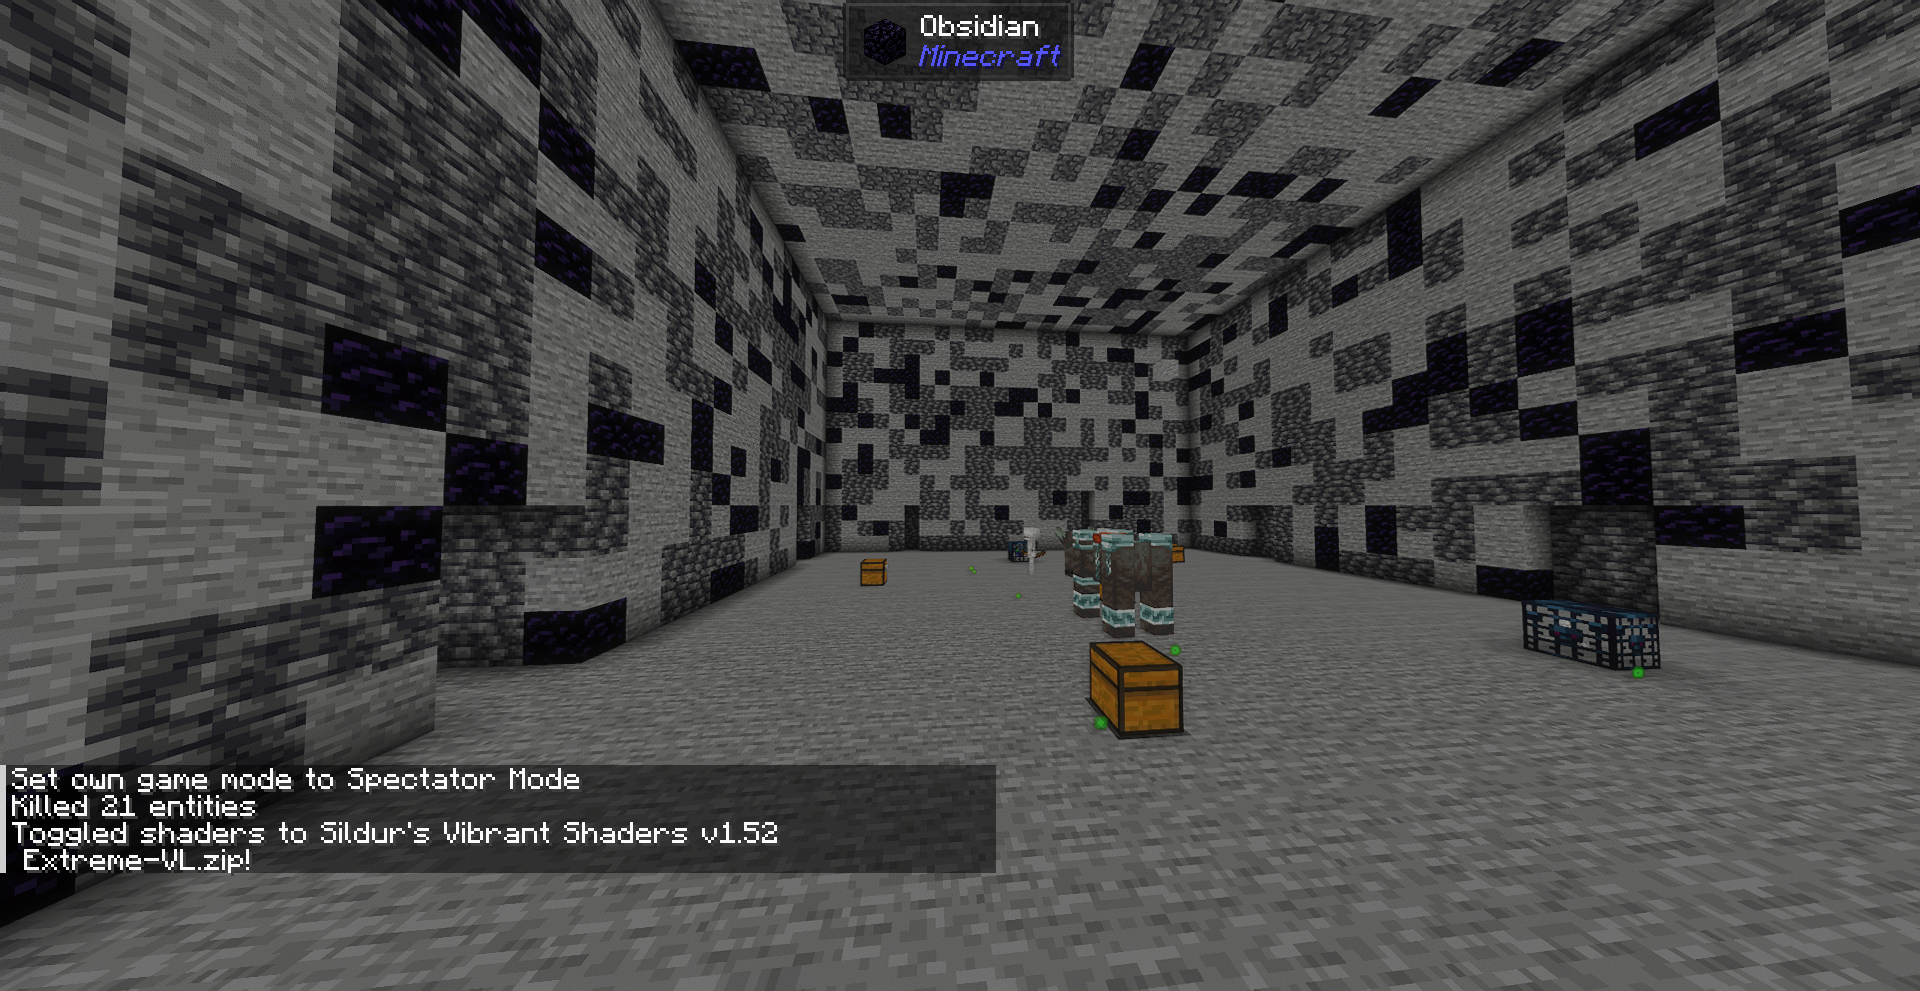 Obsidian
Minecraft
Set own game mode to Spectator Mode
Killed 21 entities
Toggled shaders to Sildur's Vibrant Shaders v1.52
Extreme-VL.zip!